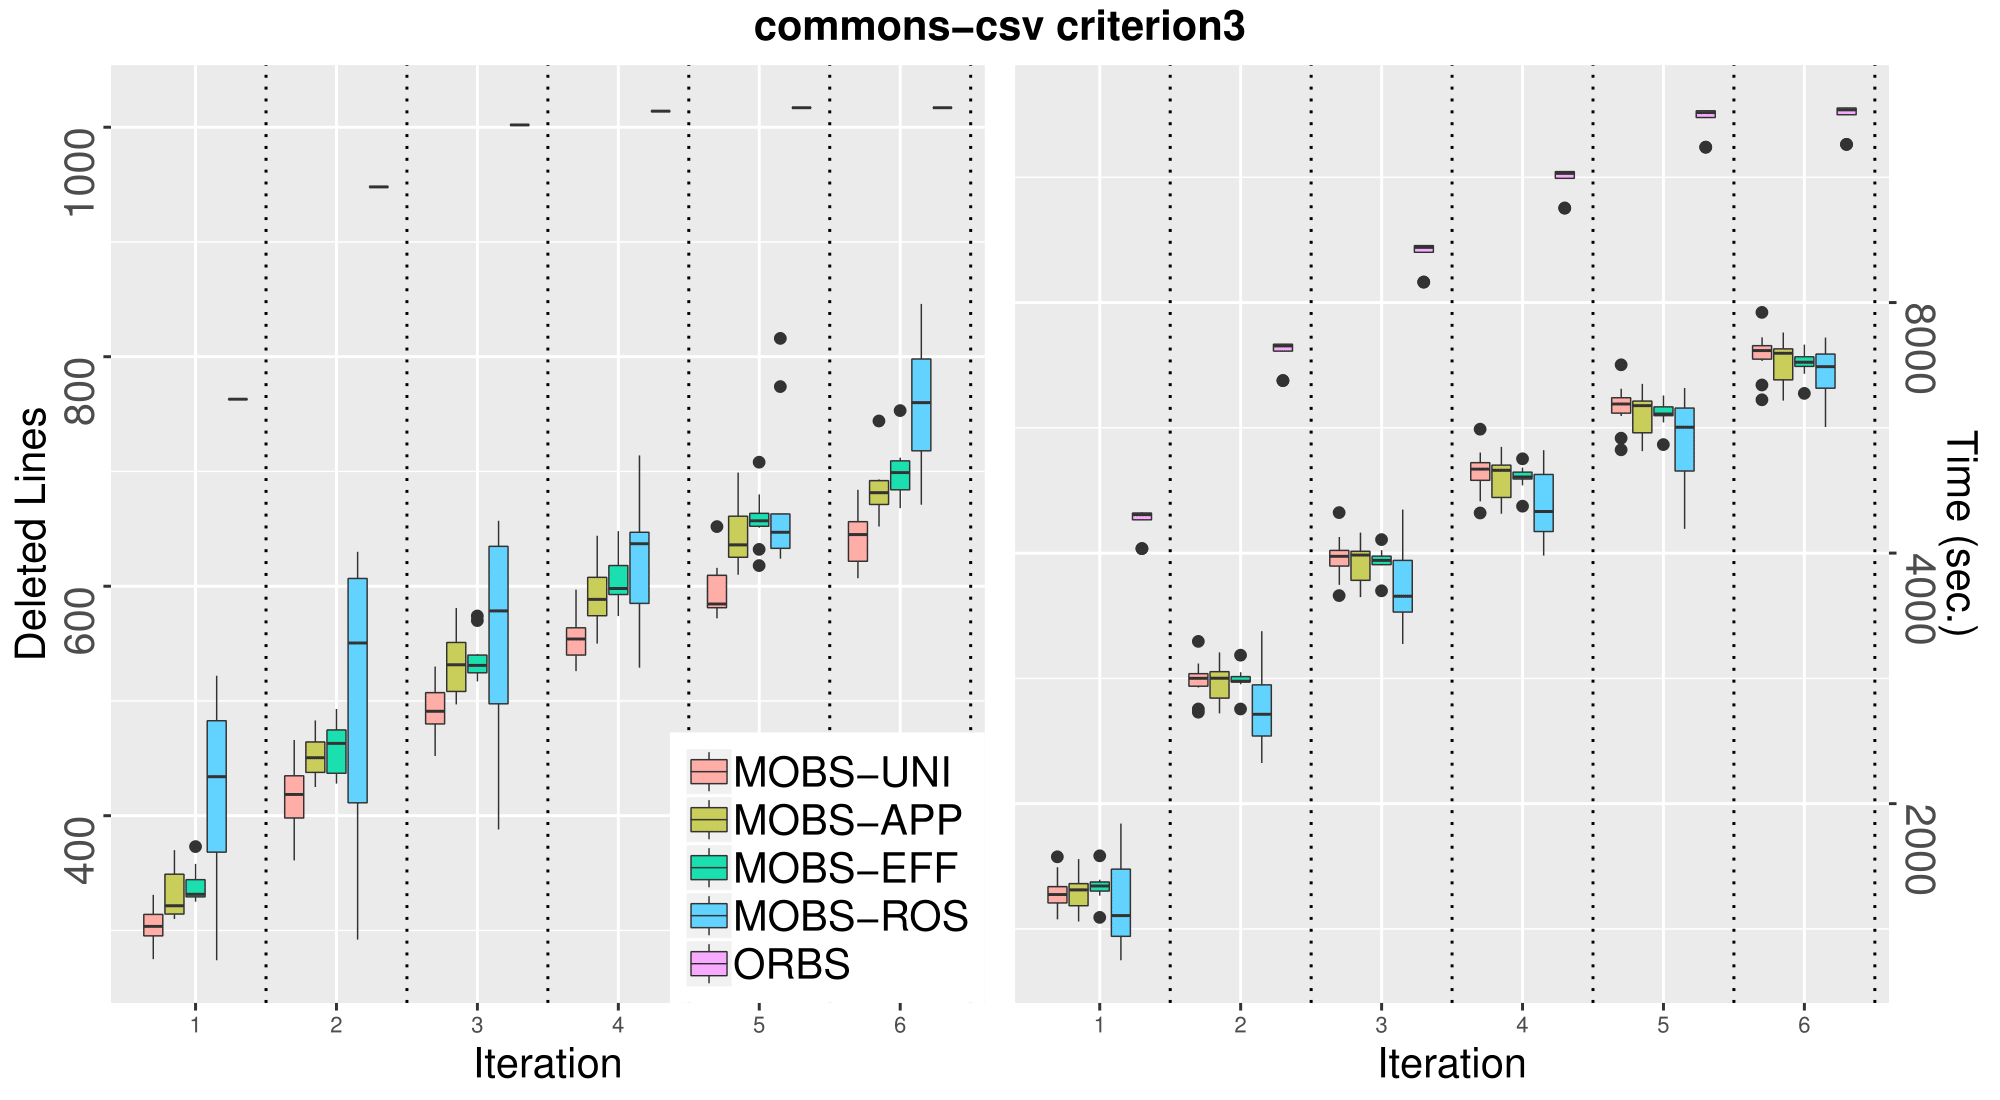 commons−csv criterion3
Deleted Lines
1000
800
600
400
MOBS−UNI
MOBS−APP
MOBS−EFF
MOBS−ROS
ORBS
1 2 3 4 5 6
Iteration
8000
4000
2000
Time (sec.)
1 2 3 4 5 6
Iteration